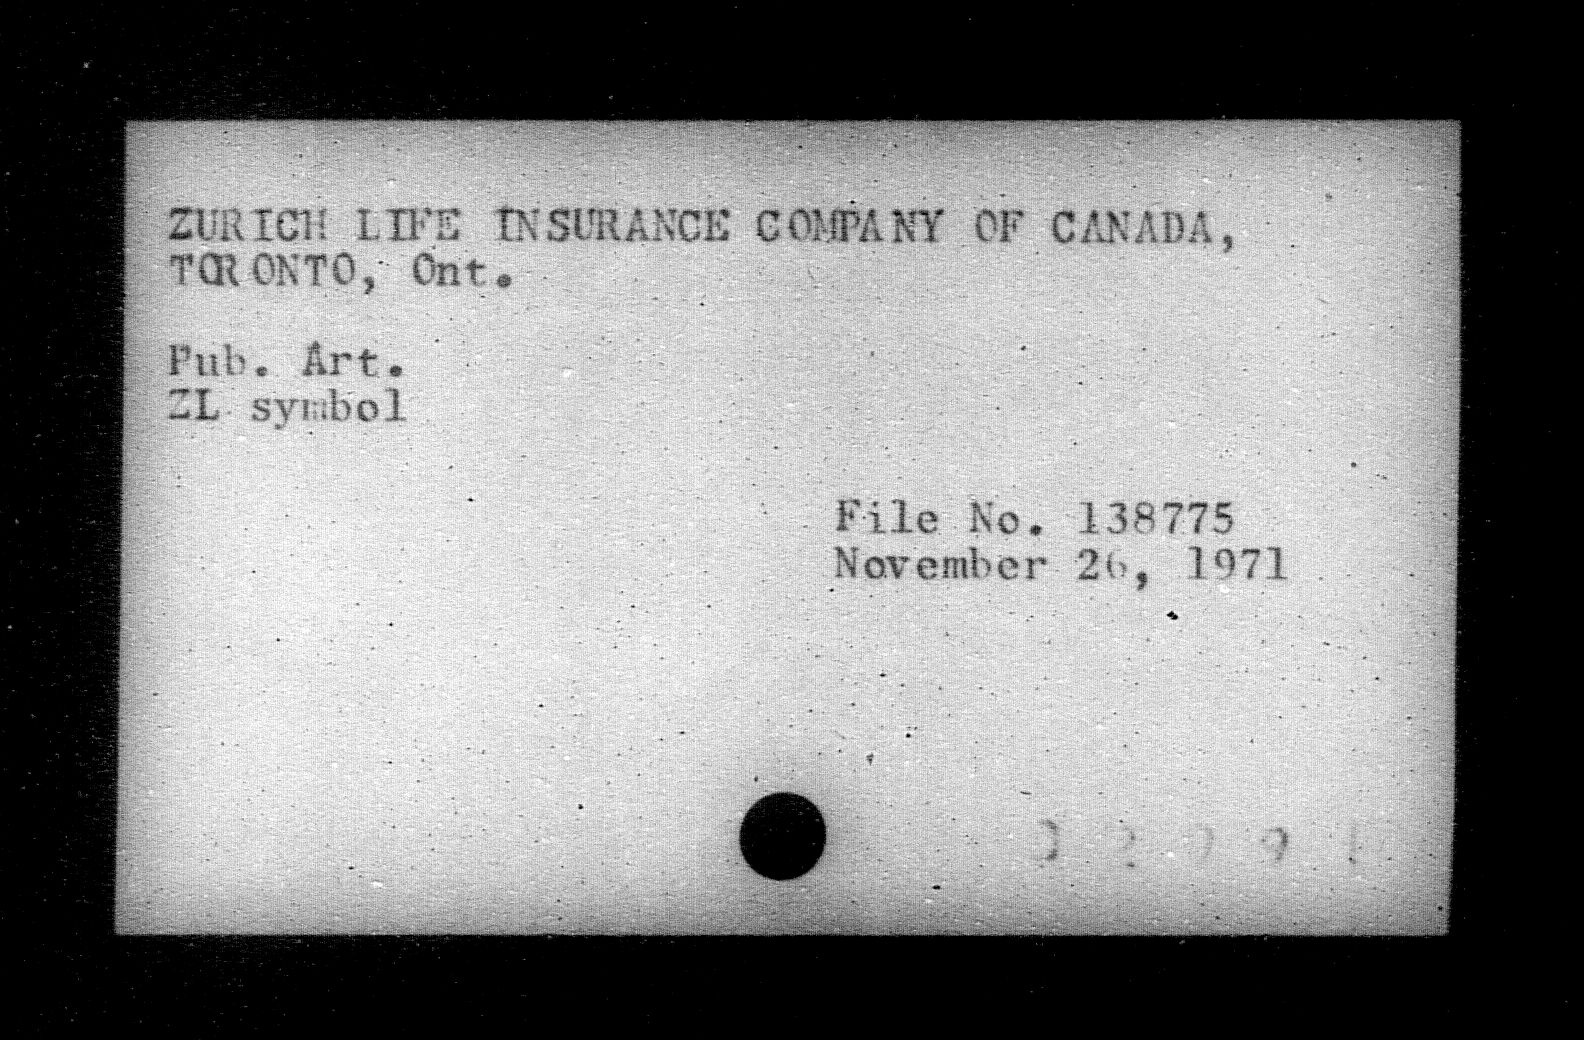 ZURICH LIFE INSURANCE COMPANY OF CANADA,
TORONTO, Ont.
Pub. Art.
ZL symbol
File No. 138775
November 26, 1971